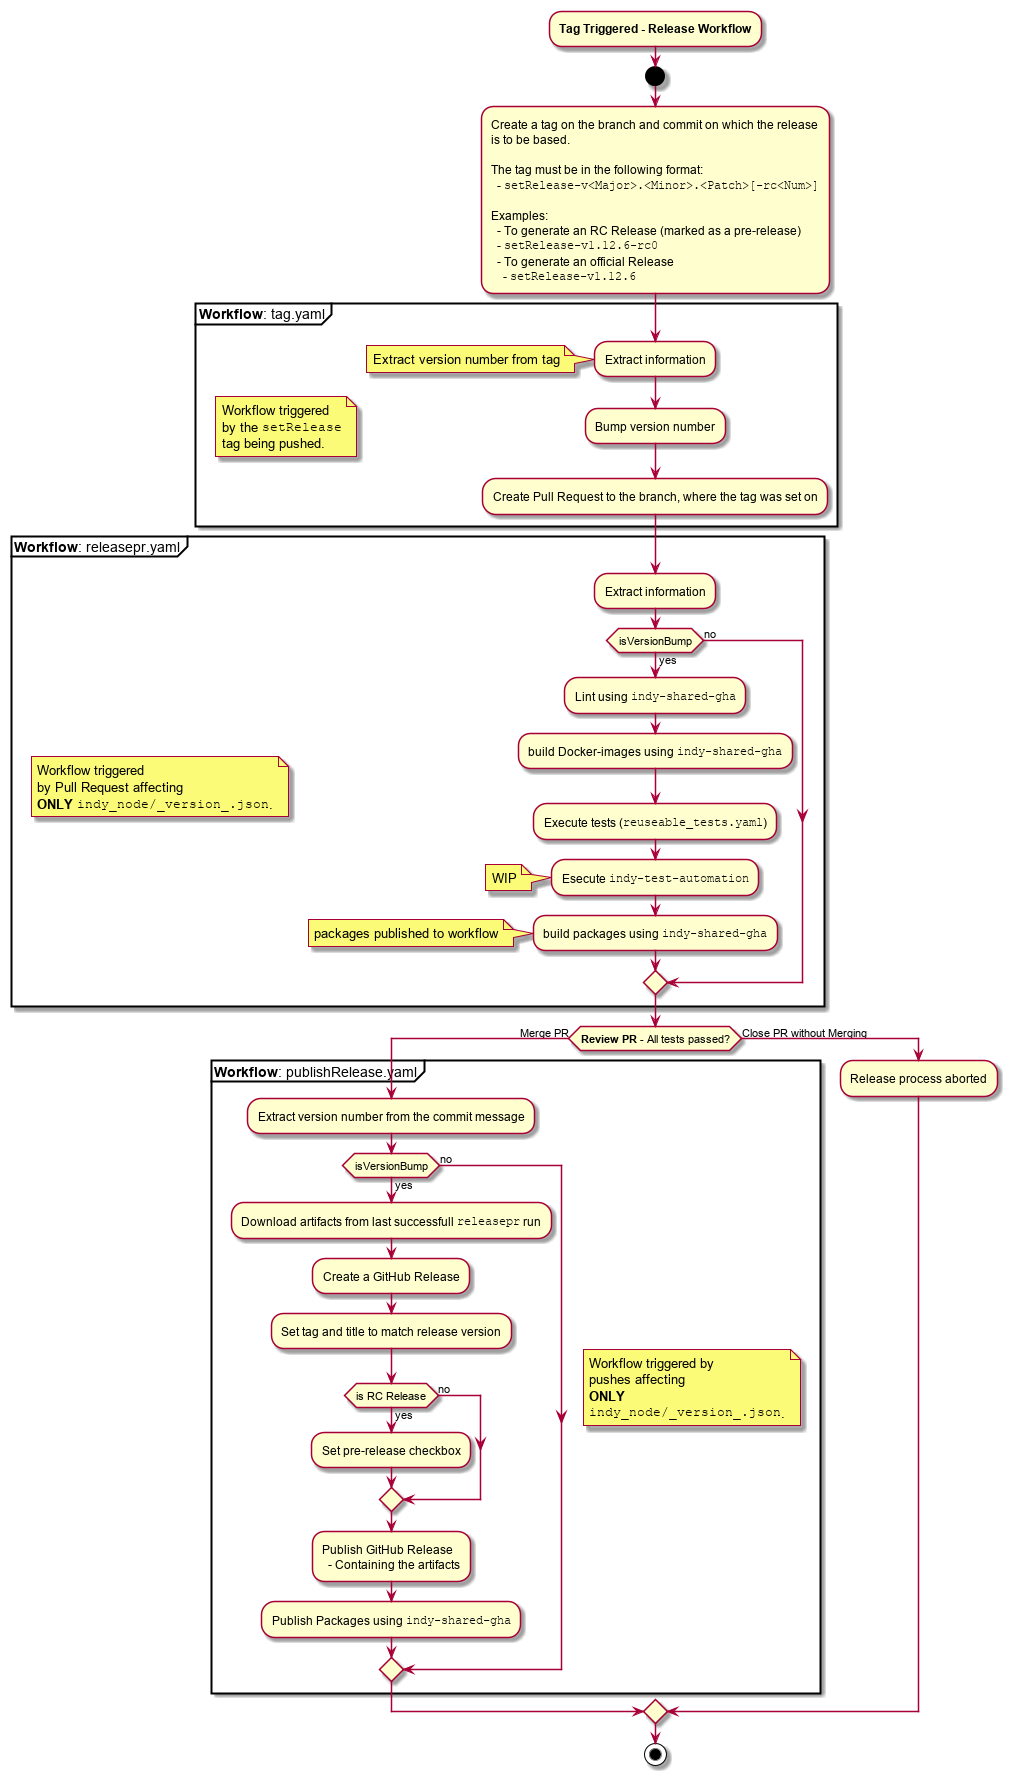 Tag Triggered - Release Workflow
Create a tag on the branch and commit on which the release
is to be based.
The tag must be in the following format:
- setRelease-v<Major>.<Minor>.<Patch>[-rc<Num>]
Examples:
- To generate an RC Release (marked as a pre-release)
- setRelease-v1.12.6-rc0
- To generate an official Release
- setRelease-v1.12.6
Workflow: tag.yaml
Extract version number from tag
Extract information
Workflow triggered
by the setRelease
tag being pushed.
Bump version number
Create Pull Request to the branch, where the tag was set on
Workflow: releasepr.yaml
Extract information
isVersionBump
no
yes
Lint using indy-shared-gha
build Docker-images using indy-shared-gha
Workflow triggered
by Pull Request affecting
ONLY indy_node/_version_.json.
Execute tests (reuseable_tests.yaml)
WIP
Esecute indy-test-automation
packages published to workflow
build packages using indy-shared-gha
Merge PR
Review PR - All tests passed?
Close PR without Merging
Workflow: publishRelease.yaml
Release process aborted
Extract version number from the commit message
isVersionBump
no
yes
Download artifacts from last successfull releasepr run
Create a GitHub Release
Set tag and title to match release version
Workflow triggered by
pushes affecting
ONLY
indy_node/_version_.json.
is RC Release
no
yes
Set pre-release checkbox
Publish GitHub Release
- Containing the artifacts
Publish Packages using indy-shared-gha